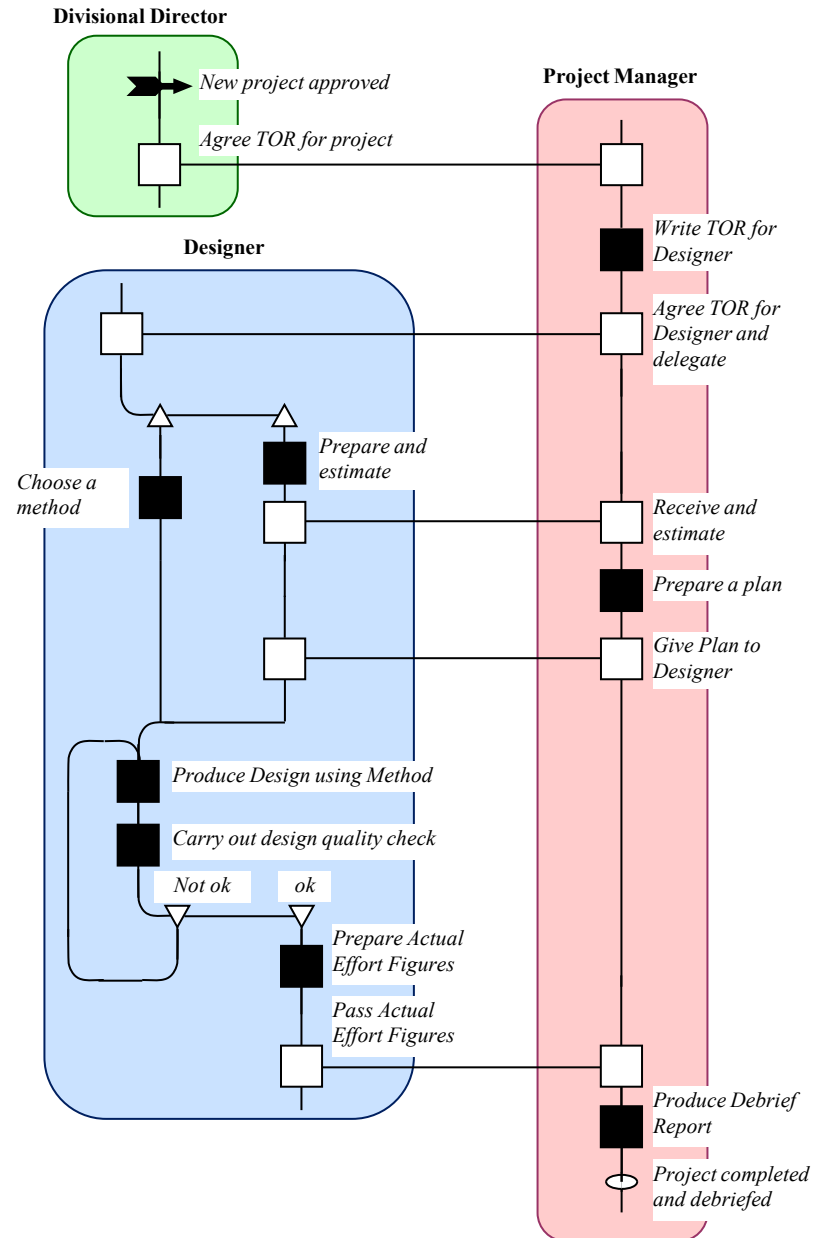 Divisional Director
New project approved
Agree TOR for project
Project Manager
Write TOR for
Designer
Designer
Agree TOR for
Designer and
delegate
Prepare and
estimate
Choose a
method
Receive and
estimate
Prepare a plan
Give Plan to
Designer
Produce Design using Method
Carry out design quality check
Not ok
ok
Prepare Actual
Effort Figures
Pass Actual
Effort Figures
Produce Debrief
Report
Project completed
and debriefed